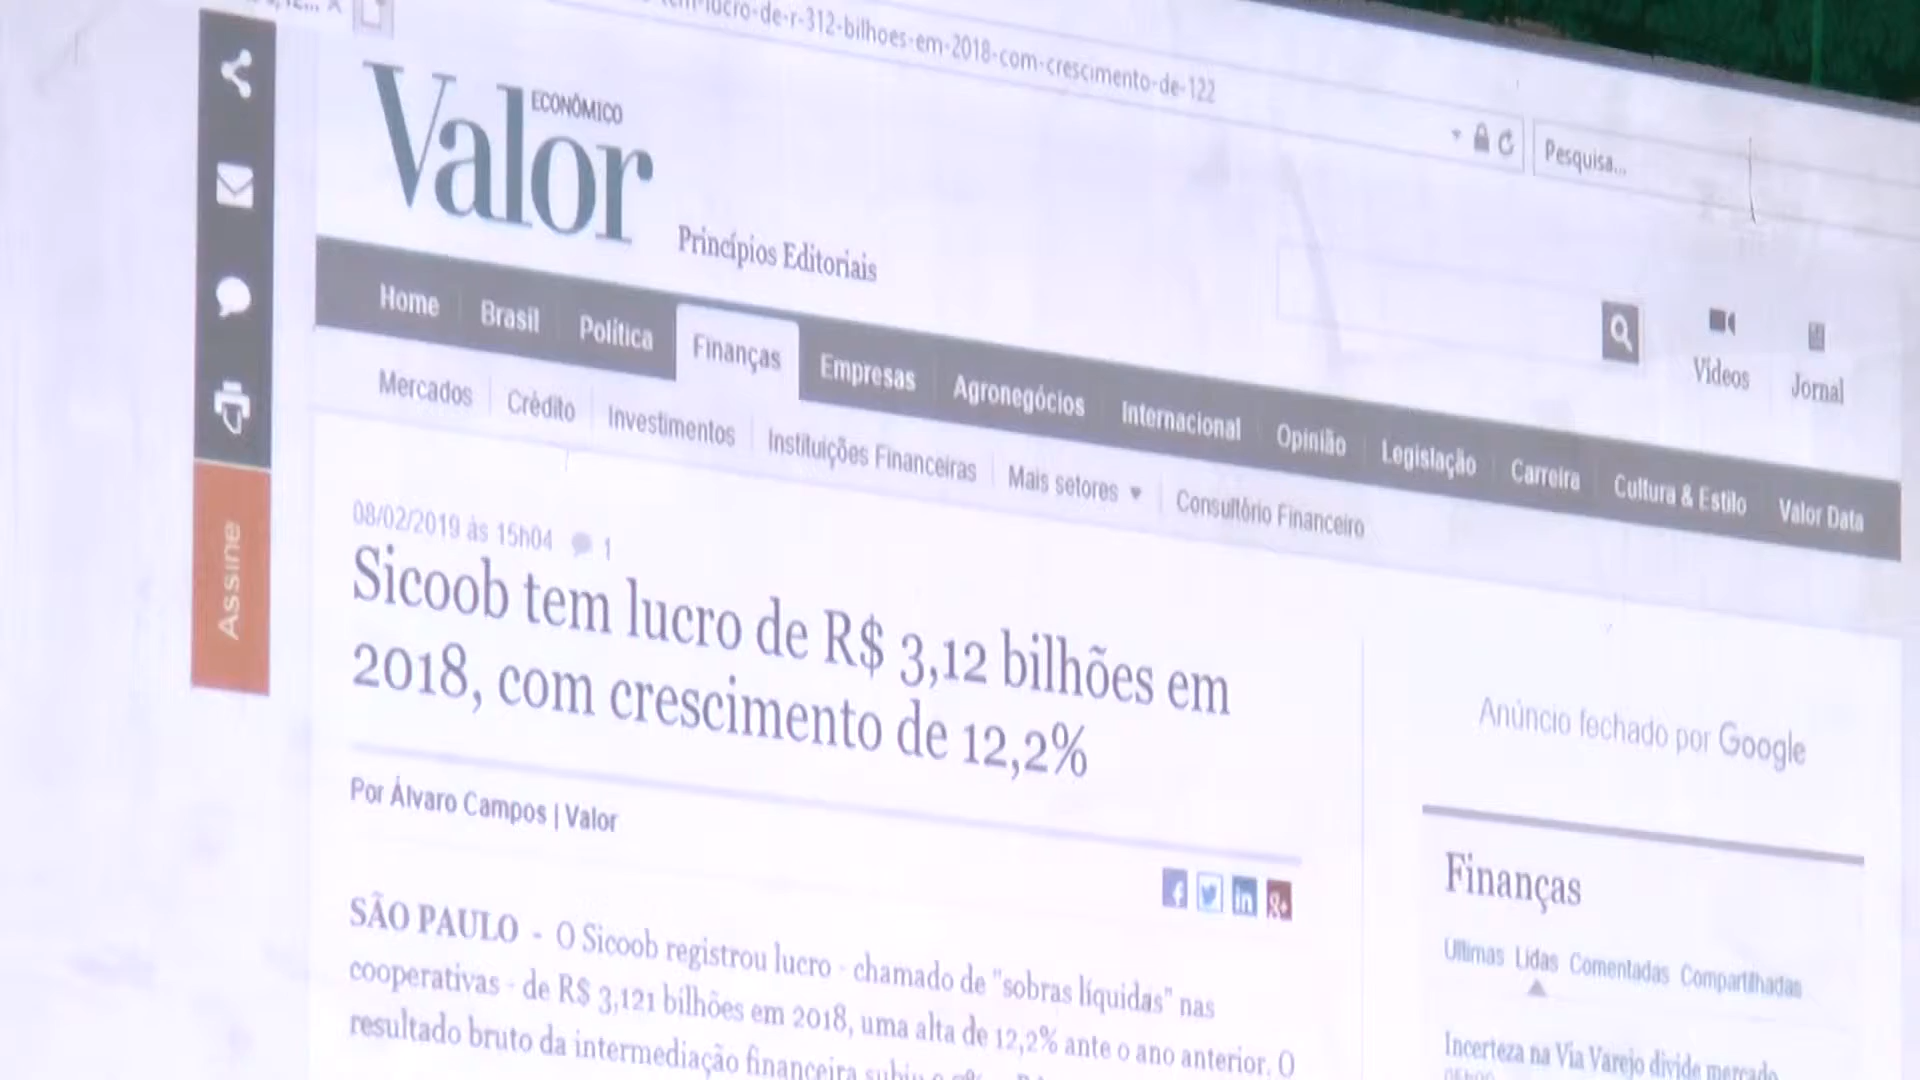 lucro-de-r-312-bilhoes-em-2018-com-crescimento-de-122
Pesquisa...
Valor ECONÔMICO
Princípios Editoriais
Vídeos Jornal
Home Brasil Política Finanças Empresas Agronegócios Internacional Opinião Legislação Carreira Cultura & Estilo Valor Data
Mercados Crédito Investimentos Instituições Financeiras Mais setores Consultório Financeiro
Assine
08/02/2019 às 15h04 1
Sicoob tem lucro de R$ 3,12 bilhões em
2018, com crescimento de 12,2%
Por Álvaro Campos | Valor
SÃO PAULO - O Sicoob registrou lucro - chamado de "sobras líquidas" nas
cooperativas - de R$ 3,121 bilhões em 2018, uma alta de 12,2% ante o ano anterior. O
resultado bruto da intermediação financeira subiu
Anúncio fechado por Google
Finanças
Últimas Lidas Comentadas Compartilhadas
Incerteza na Via Varejo divide mercado